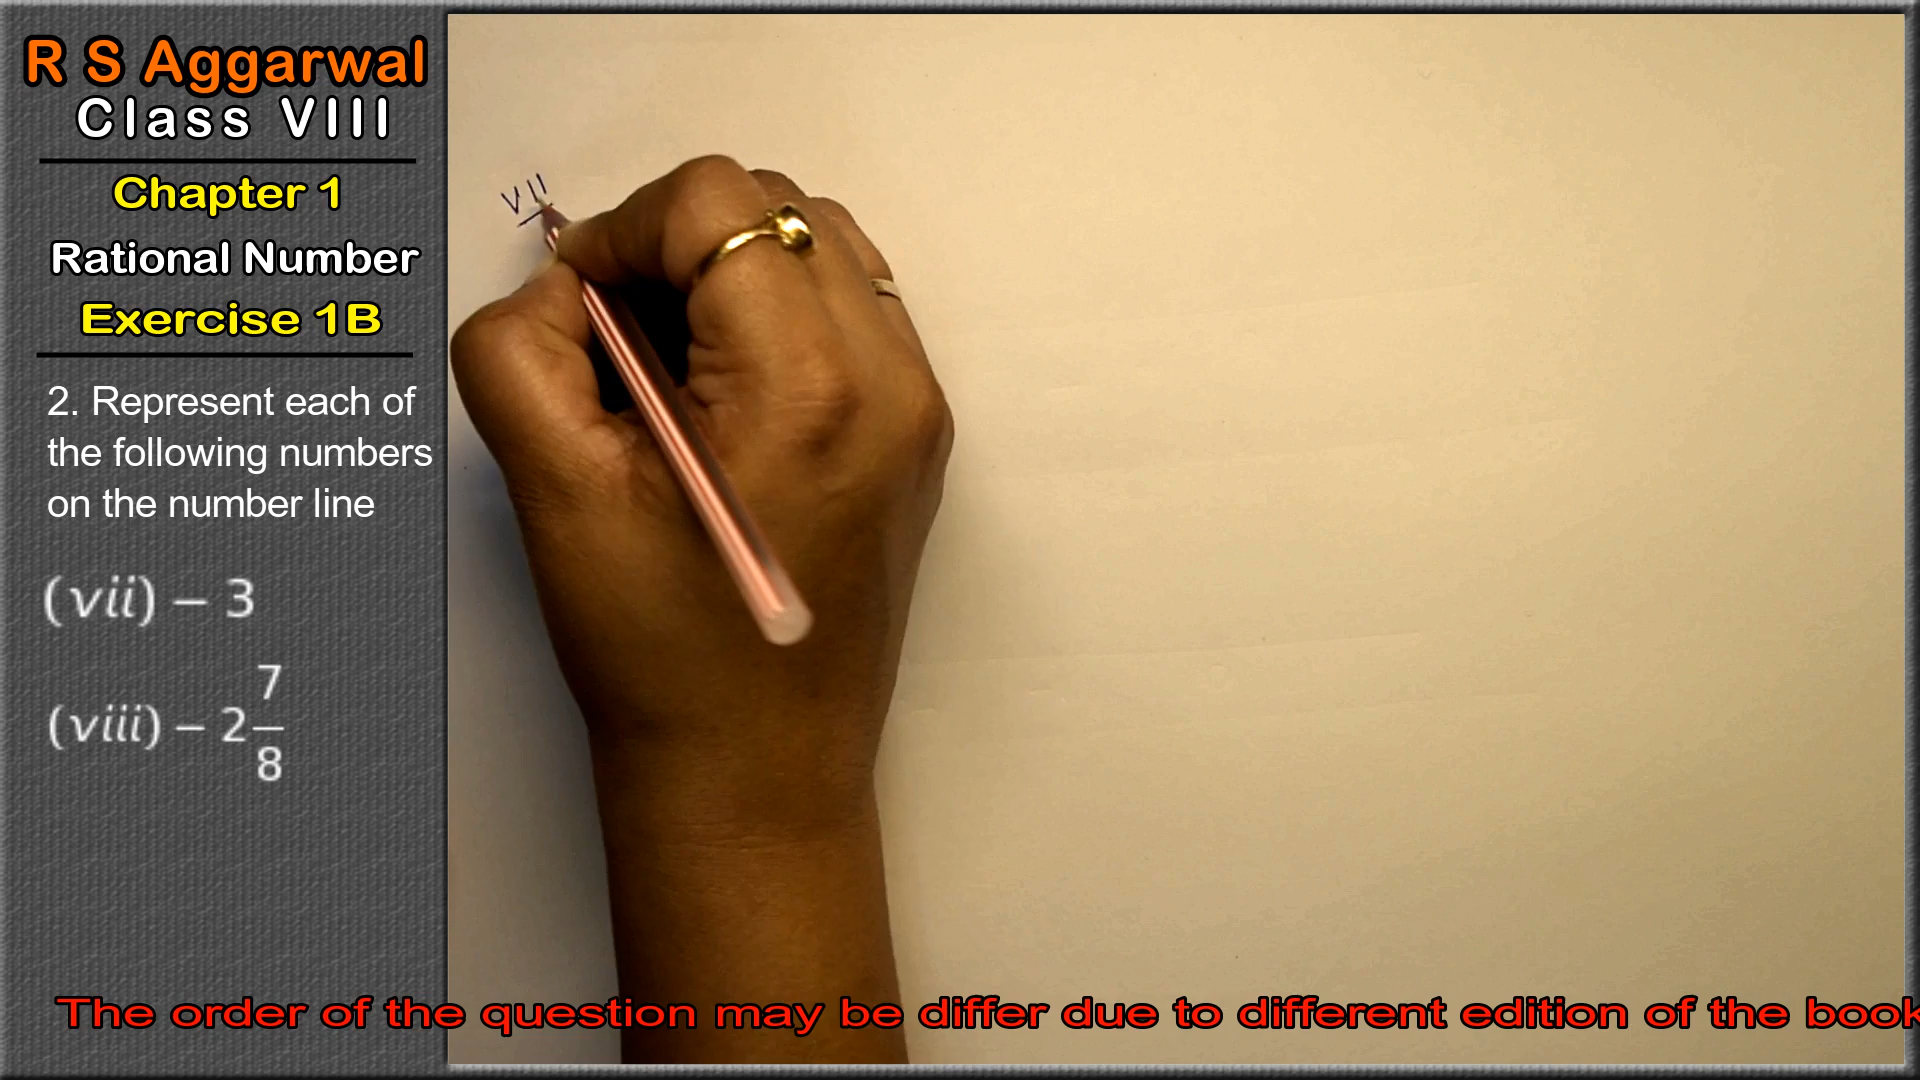 R S Aggarwal
Class VIII
Chapter 1
Rational Number
Exercise 1B
2. Represent each of
the following numbers
on the number line
(vii) – 3
(viii) – 2 7/8
VII
The order of the question may be differ due to different edition of the book